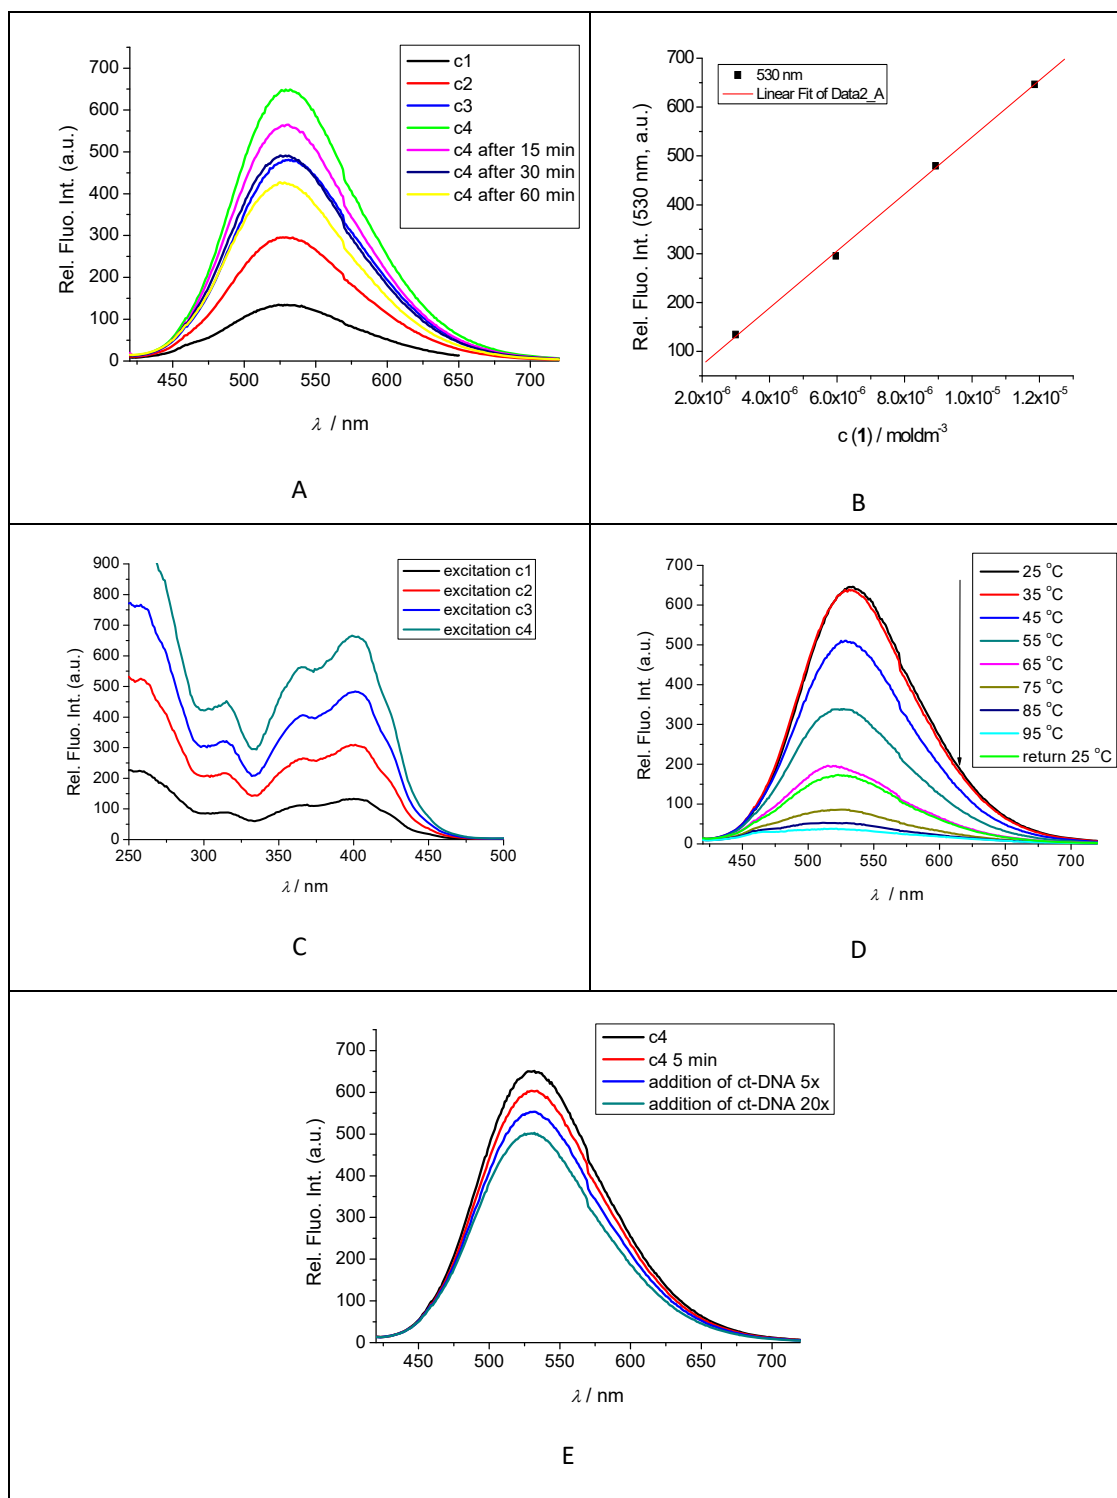 700
600
500
400
300
200
100
0
Rel. Fluo. Int. (a.u.)
450 500 550 600 650 700
λ / nm
c1
c2
c3
c4
c4 after 15 min
c4 after 30 min
c4 after 60 min
A
700
600
500
400
300
200
100
Rel. Fluo. Int. (530 nm, a.u.)
2.0x10⁻⁶ 4.0x10⁻⁶ 6.0x10⁻⁶ 8.0x10⁻⁶ 1.0x10⁻⁵ 1.2x10⁻⁵
c (1) / moldm⁻³
530 nm
Linear Fit of Data2_A
B
900
800
700
600
500
400
300
200
100
0
Rel. Fluo. Int. (a.u.)
250 300 350 400 450 500
λ / nm
excitation c1
excitation c2
excitation c3
excitation c4
C
700
600
500
400
300
200
100
0
Rel. Fluo. Int. (a.u.)
450 500 550 600 650 700
λ / nm
25 °C
35 °C
45 °C
55 °C
65 °C
75 °C
85 °C
95 °C
return 25 °C
D
700
600
500
400
300
200
100
0
Rel. Fluo. Int. (a.u.)
450 500 550 600 650 700
λ / nm
c4
c4 5 min
addition of ct-DNA 5x
addition of ct-DNA 20x
E